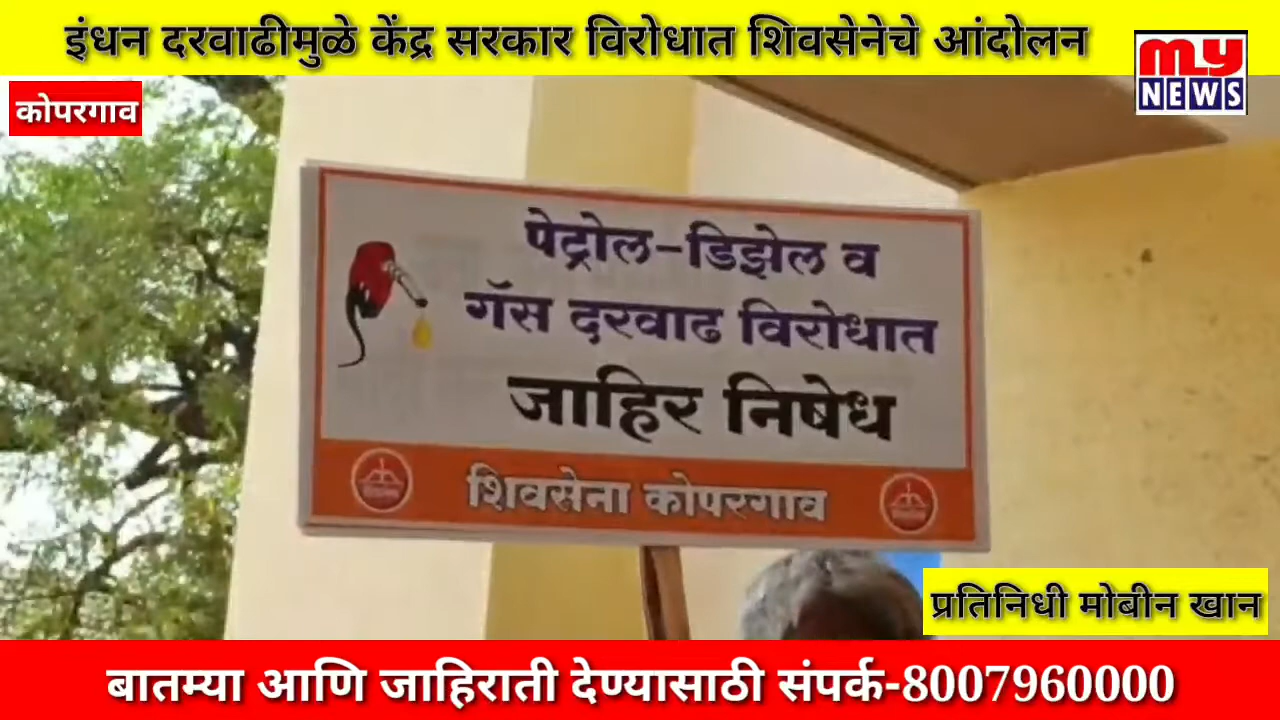 इंधन दरवाढीमुळे केंद्र सरकार विरोधात शिवसेनेचे आंदोलन
my
NEWS
कोपरगाव
पेट्रोल-डिझेल व
गॅस दरवाढ विरोधात
जाहिर निषेध
शिवसेना कोपरगाव
प्रतिनिधी मोबीन खान
बातम्या आणि जाहिराती देण्यासाठी संपर्क-8007960000